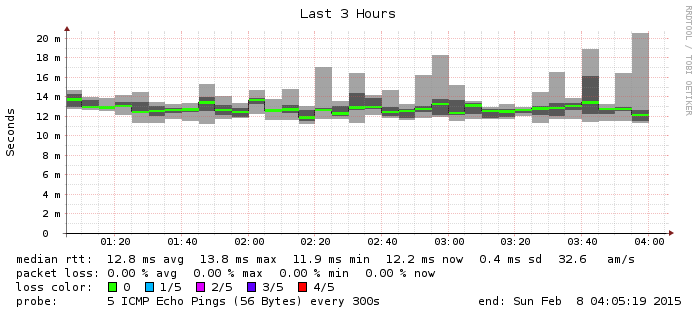 Last 3 Hours
RRDTOOL / TOBI OETIKER
Seconds
20 m
18 m
16 m
14 m
12 m
10 m
8 m
6 m
4 m
2 m
0
01:20 01:40 02:00 02:20 02:40 03:00 03:20 03:40 04:00
median rtt: 12.8 ms avg 13.8 ms max 11.9 ms min 12.2 ms now 0.4 ms sd 32.6 am/s
packet loss: 0.00 % avg 0.00 % max 0.00 % min 0.00 % now
loss color: 0 1/5 2/5 3/5 4/5
probe: 5 ICMP Echo Pings (56 Bytes) every 300s end: Sun Feb 8 04:05:19 2015